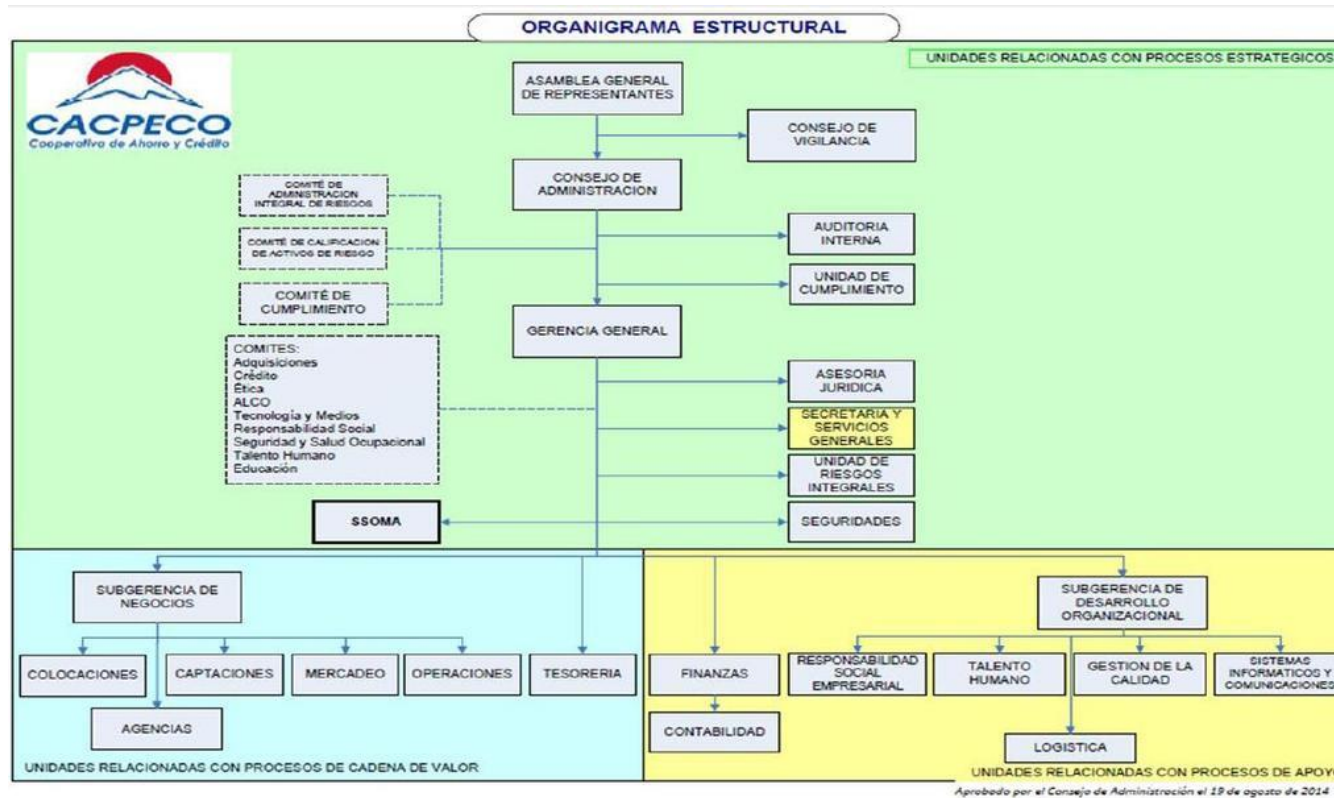 ORGANIGRAMA ESTRUCTURAL
UNIDADES RELACIONADAS CON PROCESOS ESTRATEGICOS
CACPECO
Cooperativa de Ahorro y Crédito
ASAMBLEA GENERAL
DE REPRESENTANTES
CONSEJO DE
VIGILANCIA
CONSEJO DE
ADMINISTRACION
COMITÉ DE
ADMINISTRACION
INTEGRAL DE RIESGOS
COMITÉ DE CALIFICACION
DE ACTIVOS DE RIESGO
COMITÉ DE
CUMPLIMIENTO
AUDITORIA
INTERNA
UNIDAD DE
CUMPLIMIENTO
GERENCIA GENERAL
COMITES:
Adquisiciones
Crédito
Ética
ALCO
Tecnología y Medios
Responsabilidad Social
Seguridad y Salud Ocupacional
Talento Humano
Educación
ASESORIA
JURIDICA
SECRETARIA Y
SERVICIOS
GENERALES
UNIDAD DE
RIESGOS
INTEGRALES
SSOMA
SEGURIDADES
SUBGERENCIA DE
NEGOCIOS
SUBGERENCIA DE
DESARROLLO
ORGANIZACIONAL
COLOCACIONES
CAPTACIONES
MERCADEO
OPERACIONES
TESORERIA
FINANZAS
RESPONSABILIDAD
SOCIAL
EMPRESARIAL
TALENTO
HUMANO
GESTION DE LA
CALIDAD
SISTEMAS
INFORMATICOS Y
COMUNICACIONES
AGENCIAS
CONTABILIDAD
LOGISTICA
UNIDADES RELACIONADAS CON PROCESOS DE CADENA DE VALOR
UNIDADES RELACIONADAS CON PROCESOS DE APOYO
Aprobado por el Consejo de Administración el 19 de agosto de 2014